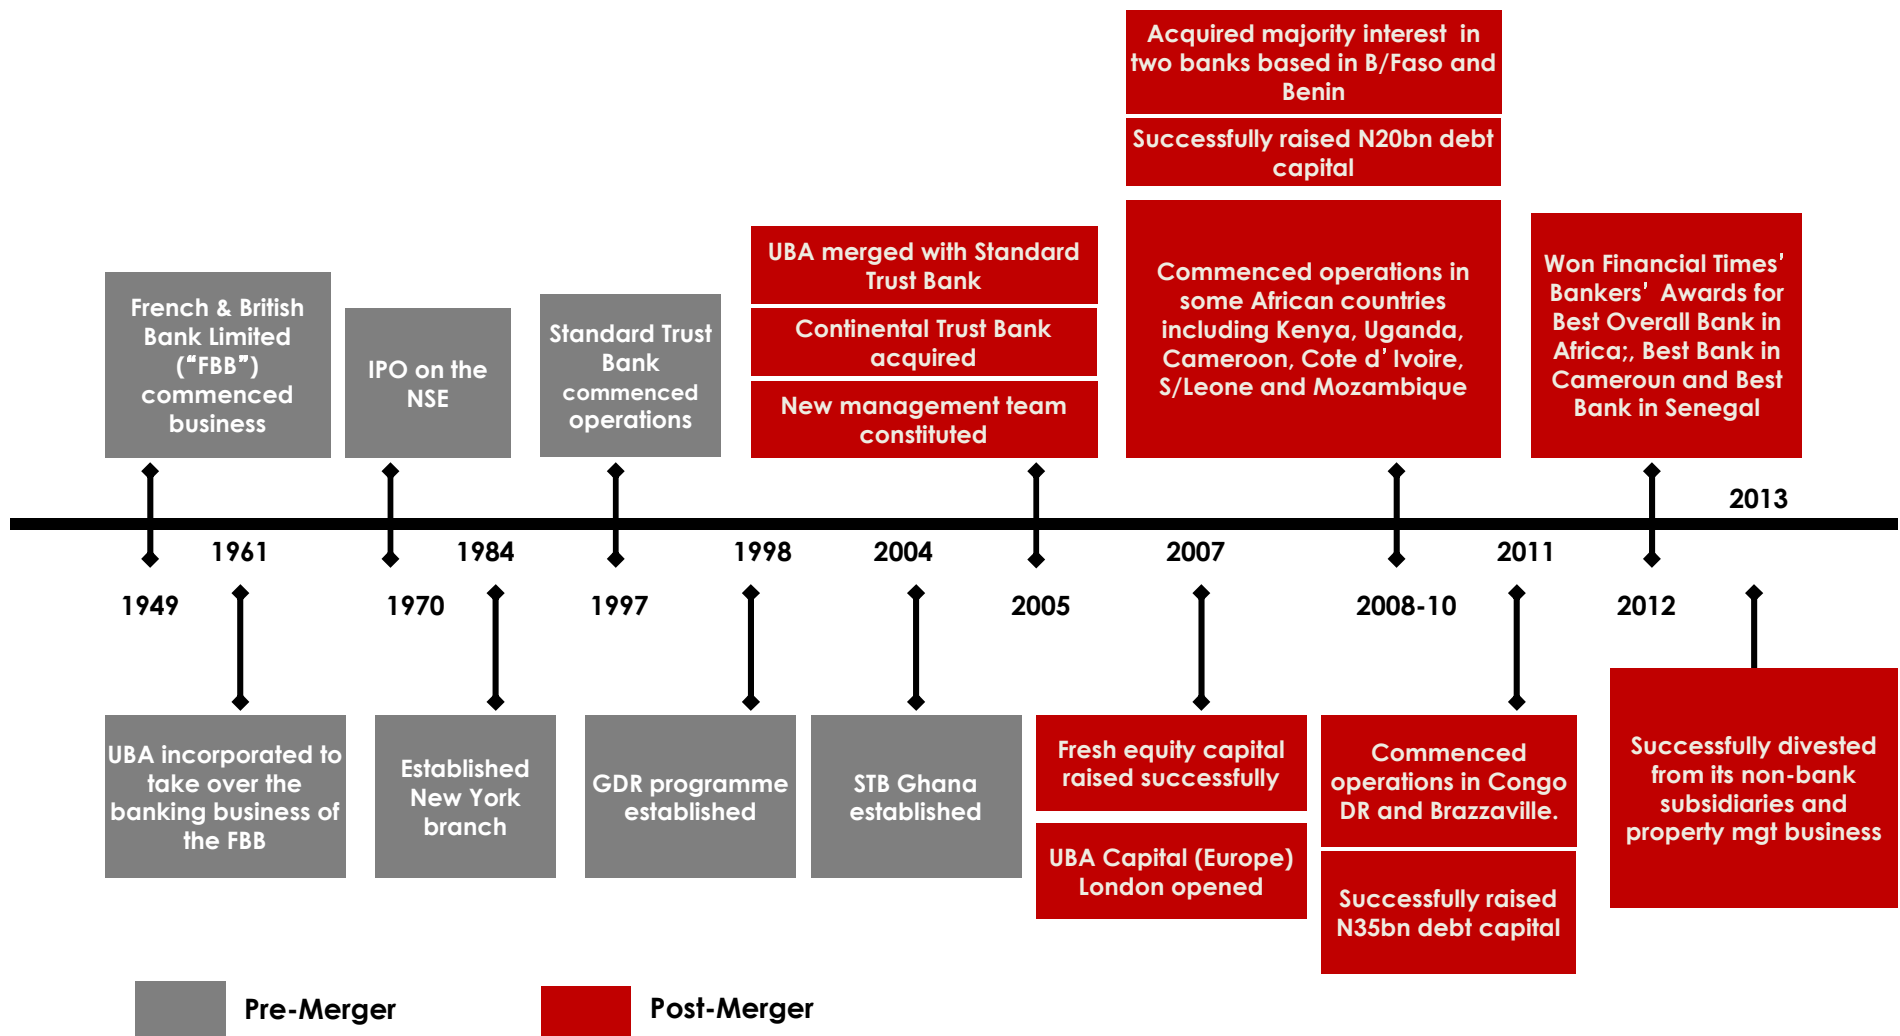 Acquired majority interest in
two banks based in B/Faso and
Benin
Successfully raised N20bn debt
capital
UBA merged with Standard
Trust Bank
Continental Trust Bank
acquired
New management team
constituted
Commenced operations in
some African countries
including Kenya, Uganda,
Cameroon, Cote d’ Ivoire,
S/Leone and Mozambique
Won Financial Times’
Bankers’ Awards for
Best Overall Bank in
Africa;, Best Bank in
Cameroun and Best
Bank in Senegal
French & British
Bank Limited
(“FBB”)
commenced
business
IPO on the
NSE
Standard Trust
Bank
commenced
operations
2013
1961
1984
1998
2004
2007
2011
1949
1970
1997
2005
2008-10
2012
UBA incorporated to
take over the
banking business of
the FBB
Established
New York
branch
GDR programme
established
STB Ghana
established
Fresh equity capital
raised successfully
UBA Capital (Europe)
London opened
Commenced
operations in Congo
DR and Brazzaville.
Successfully raised
N35bn debt capital
Successfully divested
from its non-bank
subsidiaries and
property mgt business
Pre-Merger
Post-Merger